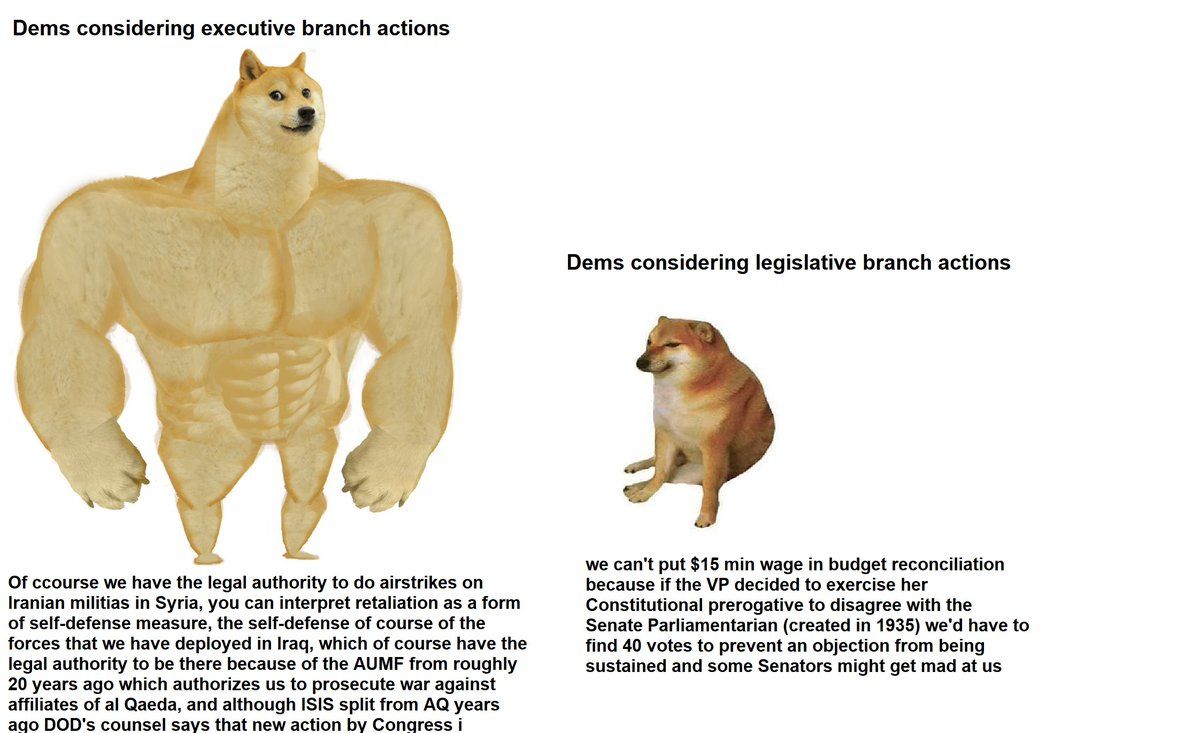 Dems considering executive branch actions
Dems considering legislative branch actions
Of ccourse we have the legal authority to do airstrikes on
Iranian militias in Syria, you can interpret retaliation as a form
of self-defense measure, the self-defense of course of the
forces that we have deployed in Iraq, which of course have the
legal authority to be there because of the AUMF from roughly
20 years ago which authorizes us to prosecute war against
affiliates of al Qaeda, and although ISIS split from AQ years
ago DOD's counsel says that new action by Congress i
we can't put $15 min wage in budget reconciliation
because if the VP decided to exercise her
Constitutional prerogative to disagree with the
Senate Parliamentarian (created in 1935) we'd have to
find 40 votes to prevent an objection from being
sustained and some Senators might get mad at us